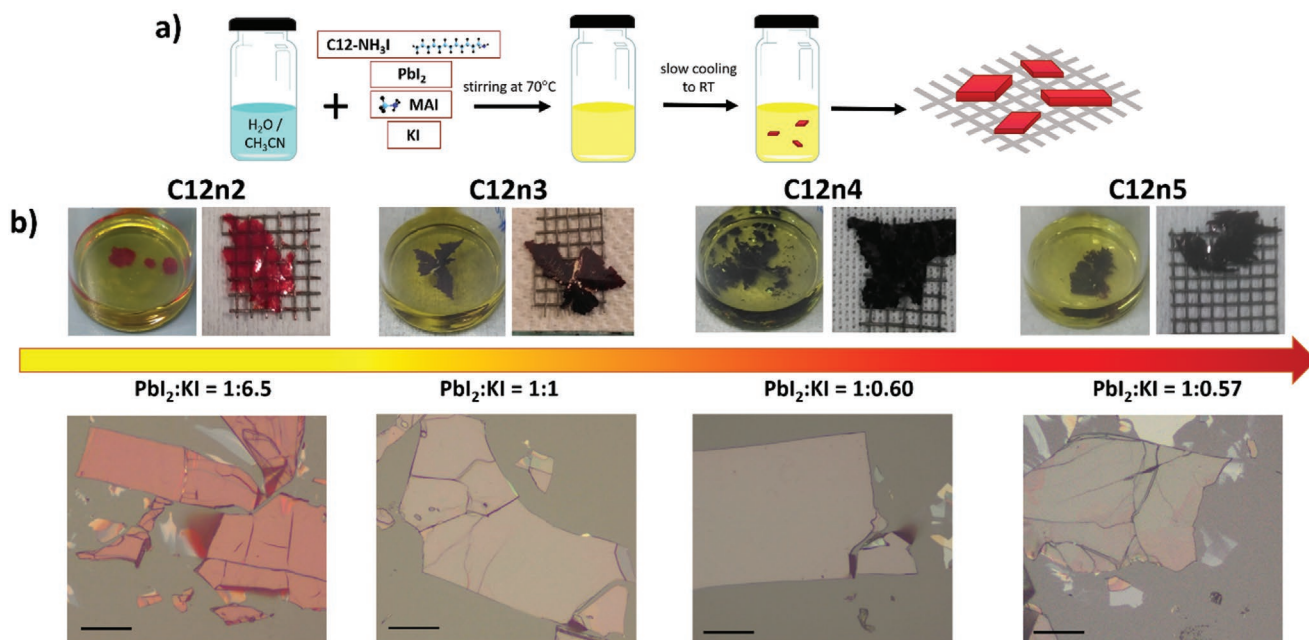 a)
C12-NH₃I
PbI₂
MAI
KI
H₂O /
CH₃CN
stirring at 70°C
slow cooling
to RT
b)
C12n2
C12n3
C12n4
C12n5
PbI₂:KI = 1:6.5
PbI₂:KI = 1:1
PbI₂:KI = 1:0.60
PbI₂:KI = 1:0.57